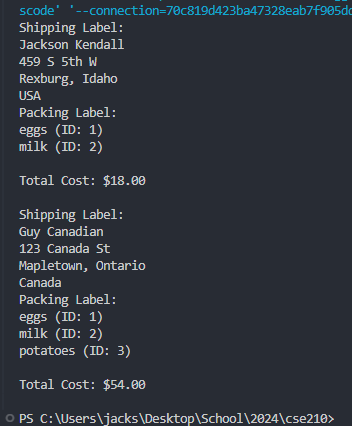 scode' '--connection=70c819d423ba47328eab7f905d
Shipping Label:
Jackson Kendall
459 S 5th W
Rexburg, Idaho
USA
Packing Label:
eggs (ID: 1)
milk (ID: 2)

Total Cost: $18.00

Shipping Label:
Guy Canadian
123 Canada St
Mapletown, Ontario
Canada
Packing Label:
eggs (ID: 1)
milk (ID: 2)
potatoes (ID: 3)

Total Cost: $54.00

PS C:\Users\jacks\Desktop\School\2024\cse210>